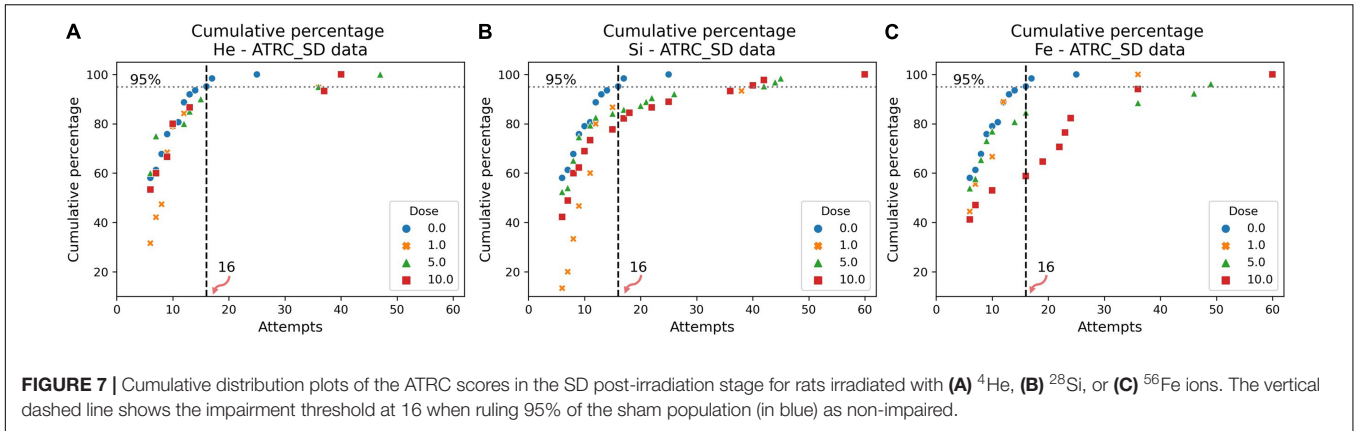 A
Cumulative percentage
He - ATRC_SD data
Cumulative percentage
100
80
60
40
20
95%
16
Dose
0.0
1.0
5.0
10.0
0 10 20 30 40 50 60
Attempts
B
Cumulative percentage
Si - ATRC_SD data
Cumulative percentage
100
80
60
40
20
95%
16
Dose
0.0
1.0
5.0
10.0
0 10 20 30 40 50 60
Attempts
C
Cumulative percentage
Fe - ATRC_SD data
Cumulative percentage
100
80
60
40
20
95%
16
Dose
0.0
1.0
5.0
10.0
0 10 20 30 40 50 60
Attempts
FIGURE 7 | Cumulative distribution plots of the ATRC scores in the SD post-irradiation stage for rats irradiated with (A) ⁴He, (B) ²⁸Si, or (C) ⁵⁶Fe ions. The vertical
dashed line shows the impairment threshold at 16 when ruling 95% of the sham population (in blue) as non-impaired.